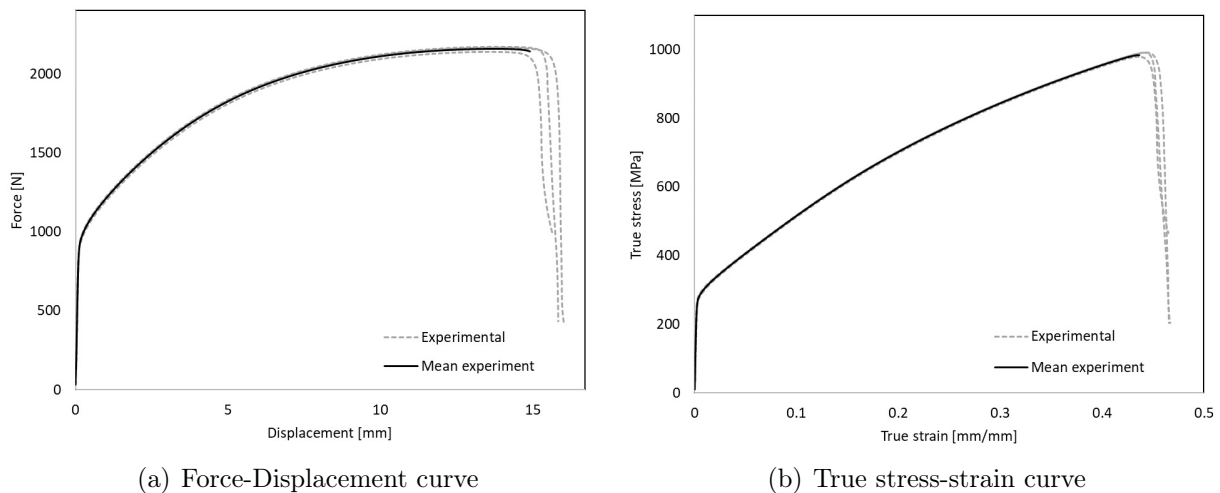 2000
1500
1000
500
0
Force [N]
0 5 10 15
Displacement [mm]
Experimental
Mean experiment
(a) Force-Displacement curve
1000
800
600
400
200
0
True stress [MPa]
0 0.1 0.2 0.3 0.4 0.5
True strain [mm/mm]
Experimental
Mean experiment
(b) True stress-strain curve